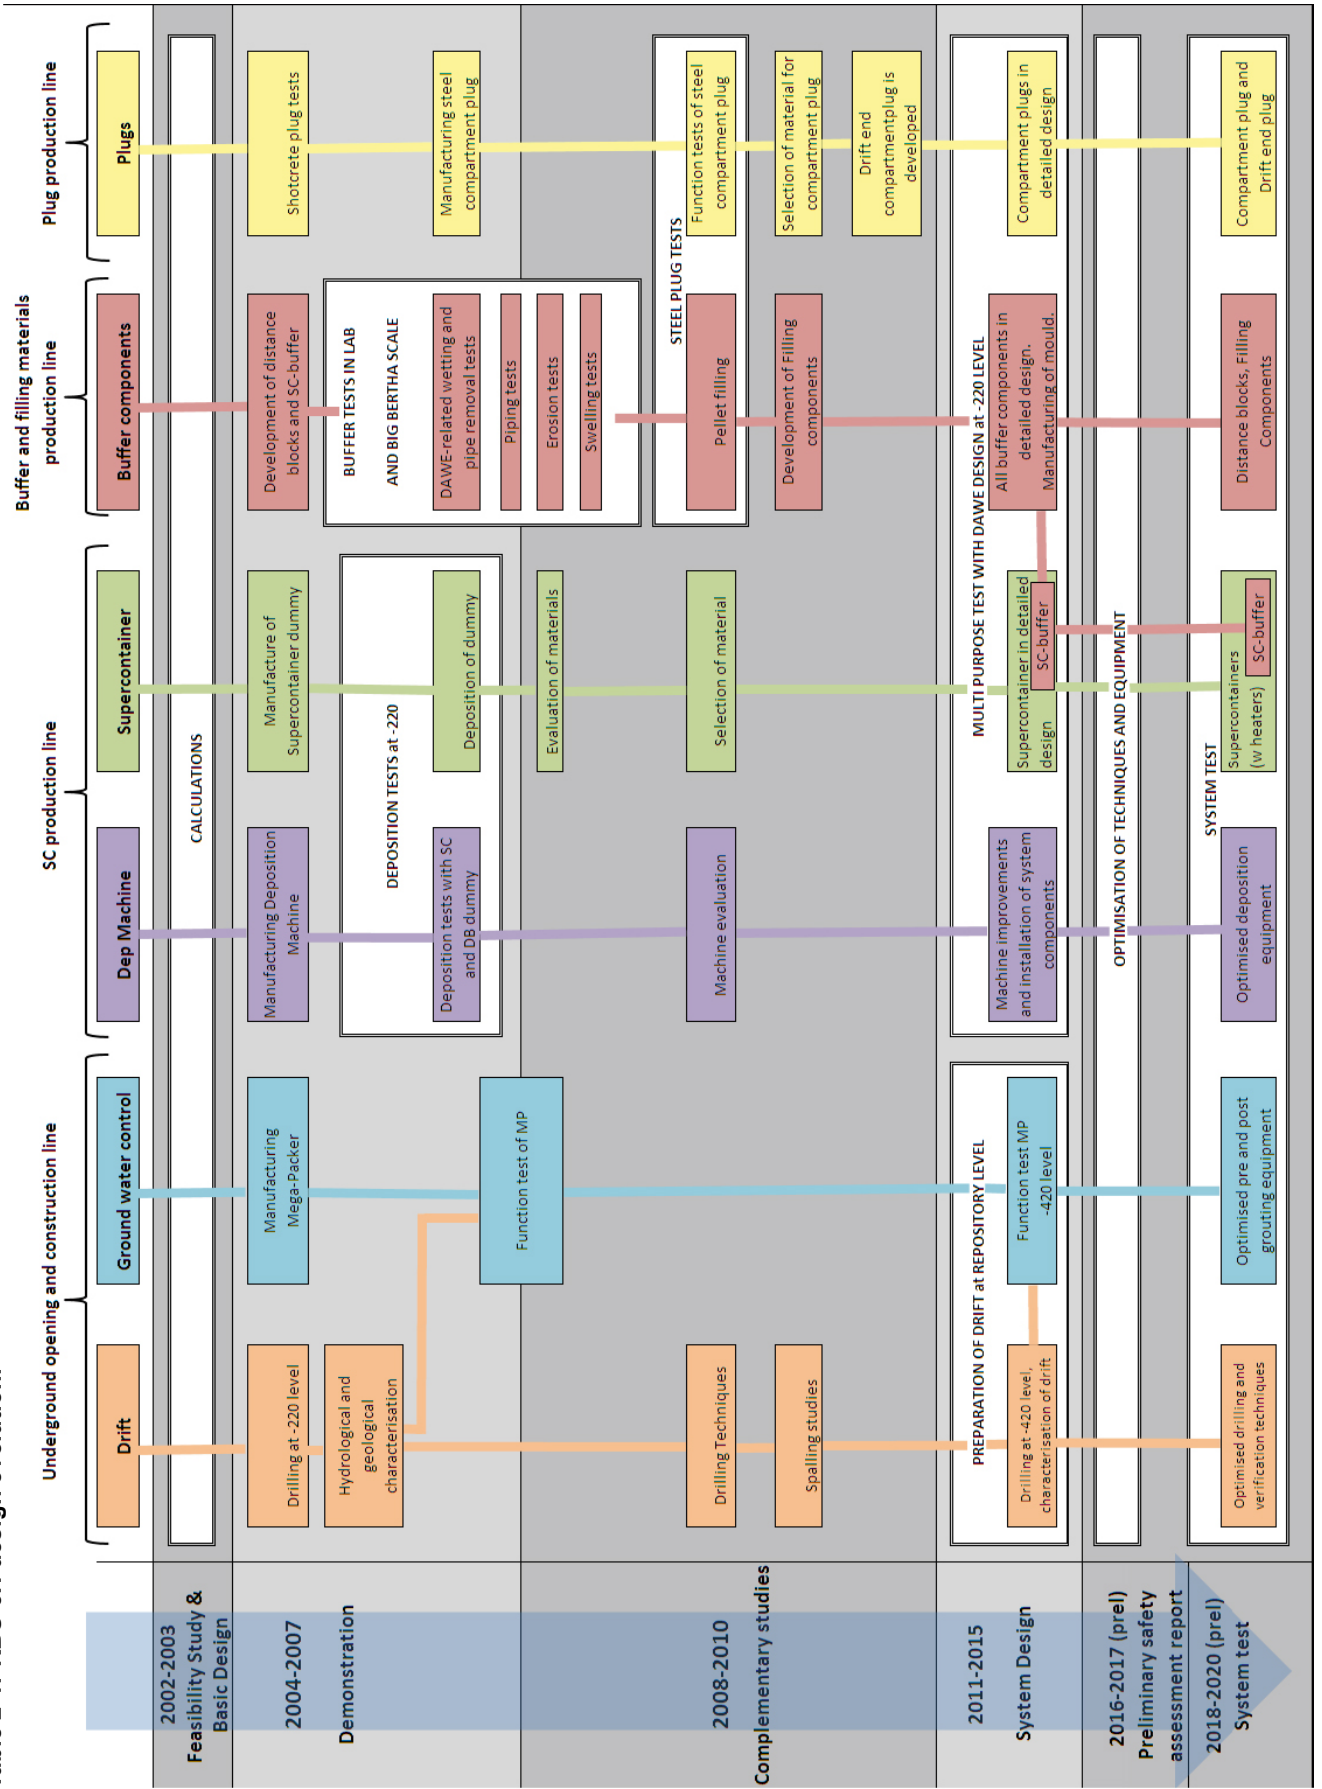 Underground opening and construction line
SC production line
Buffer and filling materials
production line
Plug production line
Drift
Ground water control
Dep Machine
Supercontainer
Buffer components
Plugs
2002-2003
Feasibility Study &
Basic Design
CALCULATIONS
2004-2007
Demonstration
Drilling at -220 level
Manufacturing
Mega-Packer
Manufacturing Deposition
Machine
Manufacture of
Supercontainer dummy
Development of distance
blocks and SC-buffer
Shotcrete plug tests
Hydrological and
geological
characterisation
DEPOSITION TESTS at -220
BUFFER TESTS IN LAB
AND BIG BERTHA SCALE
Deposition tests with SC
and DB dummy
Deposition of dummy
DAWE-related wetting and
pipe removal tests
Manufacturing steel
compartment plug
Function test of MP
Piping tests
Evaluation of materials
Erosion tests
Swelling tests
2008-2010
Complementary studies
STEEL PLUG TESTS
Drilling Techniques
Machine evaluation
Selection of material
Pellet filling
Function tests of steel
compartment plug
Spalling studies
Development of Filling
components
Selection of material for
compartment plug
Drift end
compartmentplug is
developed
2011-2015
System Design
PREPARATION OF DRIFT at REPOSITORY LEVEL
MULTI PURPOSE TEST WITH DAWE DESIGN at -220 LEVEL
Drilling at -420 level,
characterisation of drift
Function test MP
-420 level
Machine improvements
and installation of system
components
Supercontainer in detailed
design
SC-buffer
All buffer components in
detailed design.
Manufacturing of mould.
Compartment plugs in
detailed design
2016-2017 (prel)
Preliminary safety
assessment report
OPTIMISATION OF TECHNIQUES AND EQUIPMENT
2018-2020 (prel)
System test
SYSTEM TEST
Optimised drilling and
verification techniques
Optimised pre and post
grouting equipment
Optimised deposition
equipment
Supercontainers
(w heaters)
SC-buffer
Distance blocks, Filling
Components
Compartment plug and
Drift end plug